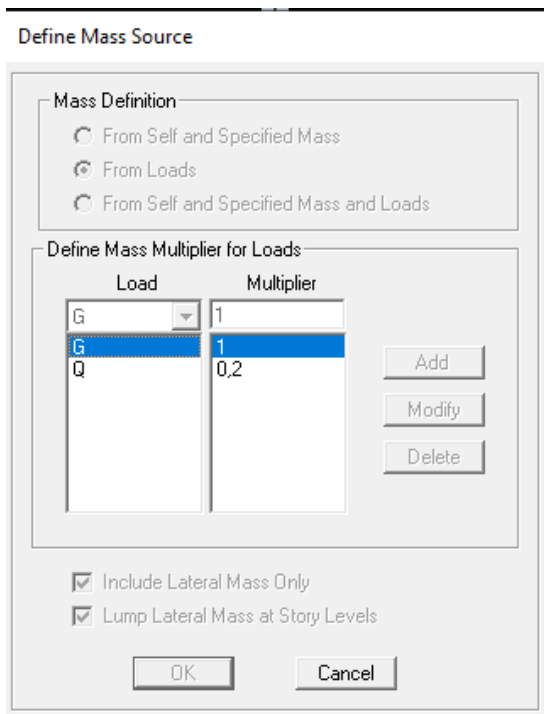 Define Mass Source
Mass Definition
From Self and Specified Mass
From Loads
From Self and Specified Mass and Loads
Define Mass Multiplier for Loads
Load Multiplier
G 1
G 1
Q 0,2
Add
Modify
Delete
Include Lateral Mass Only
Lump Lateral Mass at Story Levels
OK Cancel